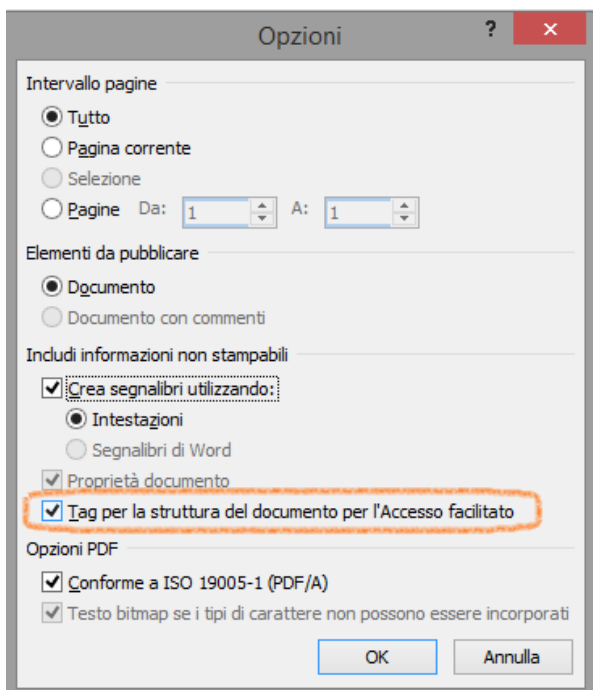 Opzioni
?
×
Intervallo pagine
Tutto
Pagina corrente
Selezione
Pagine Da: 1 A: 1
Elementi da pubblicare
Documento
Documento con commenti
Includi informazioni non stampabili
Crea segnalibri utilizzando:
Intestazioni
Segnalibri di Word
Proprietà documento
Tag per la struttura del documento per l'Accesso facilitato
Opzioni PDF
Conforme a ISO 19005-1 (PDF/A)
Testo bitmap se i tipi di carattere non possono essere incorporati
OK Annulla